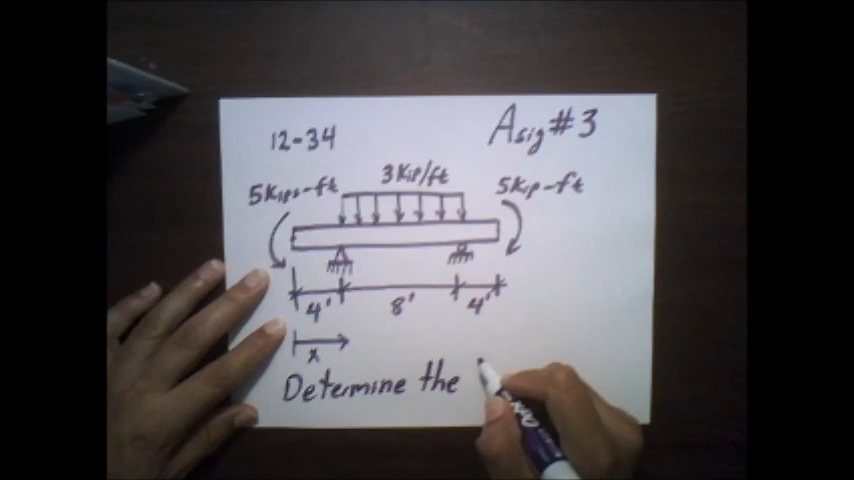 Asig #3
12-34
3Kip/ft
5Kips-ft
5Kip-ft
4'
8'
4'
x
Determine the